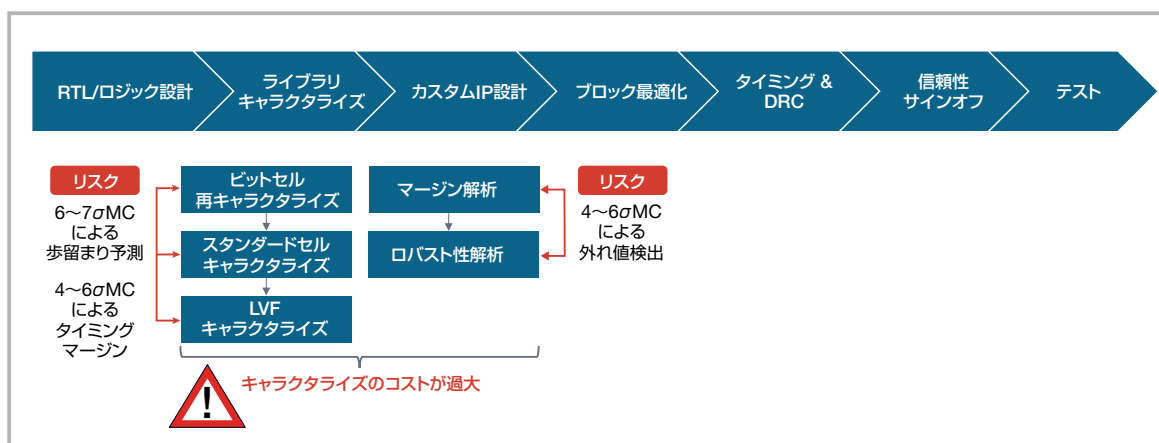 RTL/ロジック設計
ライブラリ
キャラクタライズ
カスタムIP設計
ブロック最適化
タイミング &
DRC
信頼性
サインオフ
テスト
リスク
6〜7σMC
による
歩留まり予測
4〜6σMC
による
タイミング
マージン
ビットセル
再キャラクタライズ
スタンダードセル
キャラクタライズ
LVF
キャラクタライズ
マージン解析
ロバスト性解析
リスク
4〜6σMC
による
外れ値検出
!
キャラクタライズのコストが過大